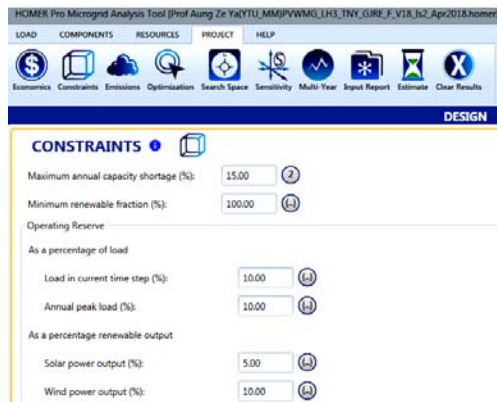 HOMER Pro Microgrid Analysis Tool [Prof Aung Ze Ya(YTU_MM)PVWMG_LH3_TNY_GJRE_F_V18_Is2_Apr2018.homer
LOAD COMPONENTS RESOURCES PROJECT HELP
Economics Constraints Emissions Optimization Search Space Sensitivity Multi-Year Input Report Estimate Clear Results
DESIGN
CONSTRAINTS
Maximum annual capacity shortage (%): 15.00 2
Minimum renewable fraction (%): 100.00 {..}
Operating Reserve
As a percentage of load
Load in current time step (%): 10.00 {..}
Annual peak load (%): 10.00 {..}
As a percentage renewable output
Solar power output (%): 5.00 {..}
Wind power output (%): 10.00 {..}